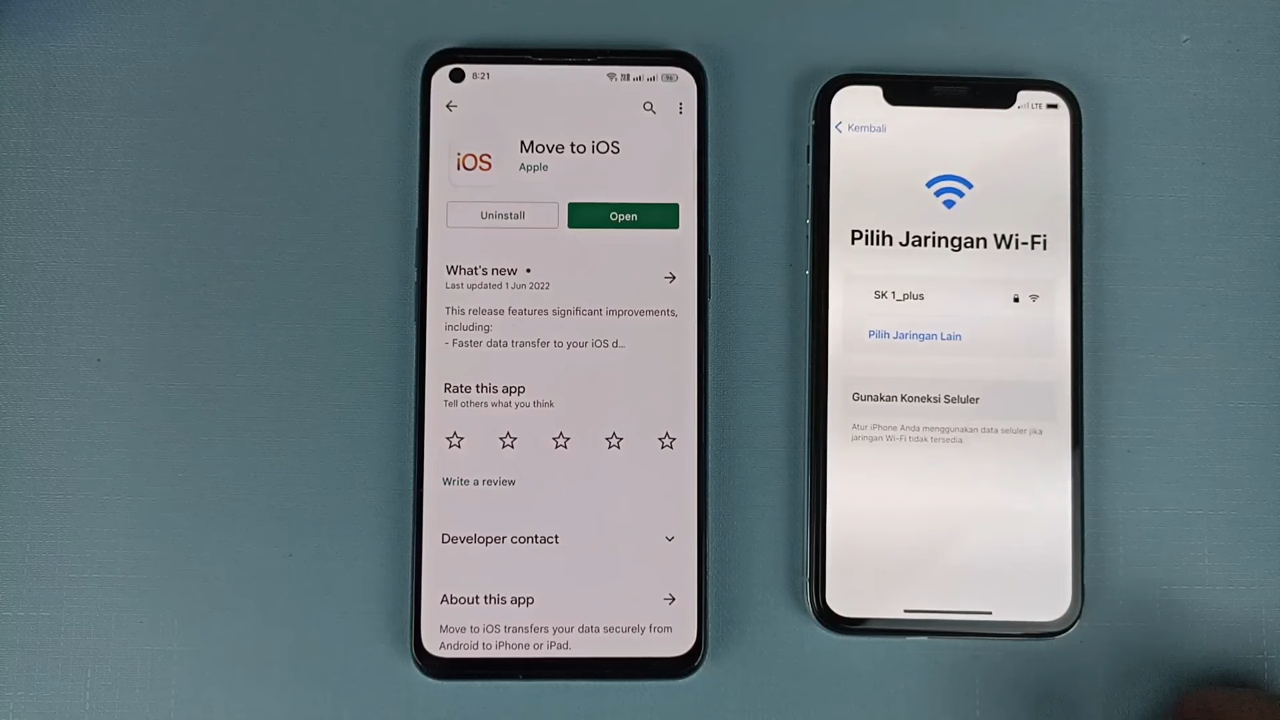 8:21
96
Move to iOS
iOS
Apple
Uninstall
Open
What's new •
Last updated 1 Jun 2022
This release features significant improvements,
including:
- Faster data transfer to your iOS d...
Rate this app
Tell others what you think
Write a review
Developer contact
About this app
Move to iOS transfers your data securely from
Android to iPhone or iPad.
LTE
Kembali
Pilih Jaringan Wi-Fi
SK 1_plus
Pilih Jaringan Lain
Gunakan Koneksi Seluler
Atur iPhone Anda menggunakan data seluler jika
jaringan Wi-Fi tidak tersedia.